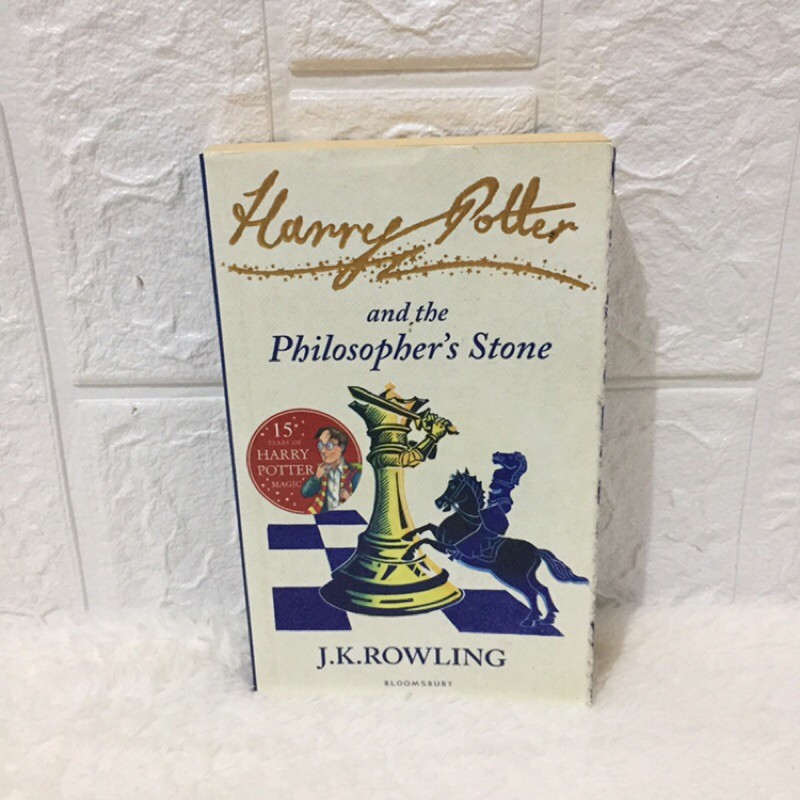 Harry Potter
and the
Philosopher's Stone
15
YEARS OF
HARRY
POTTER
MAGIC
J.K.ROWLING
BLOOMSBURY